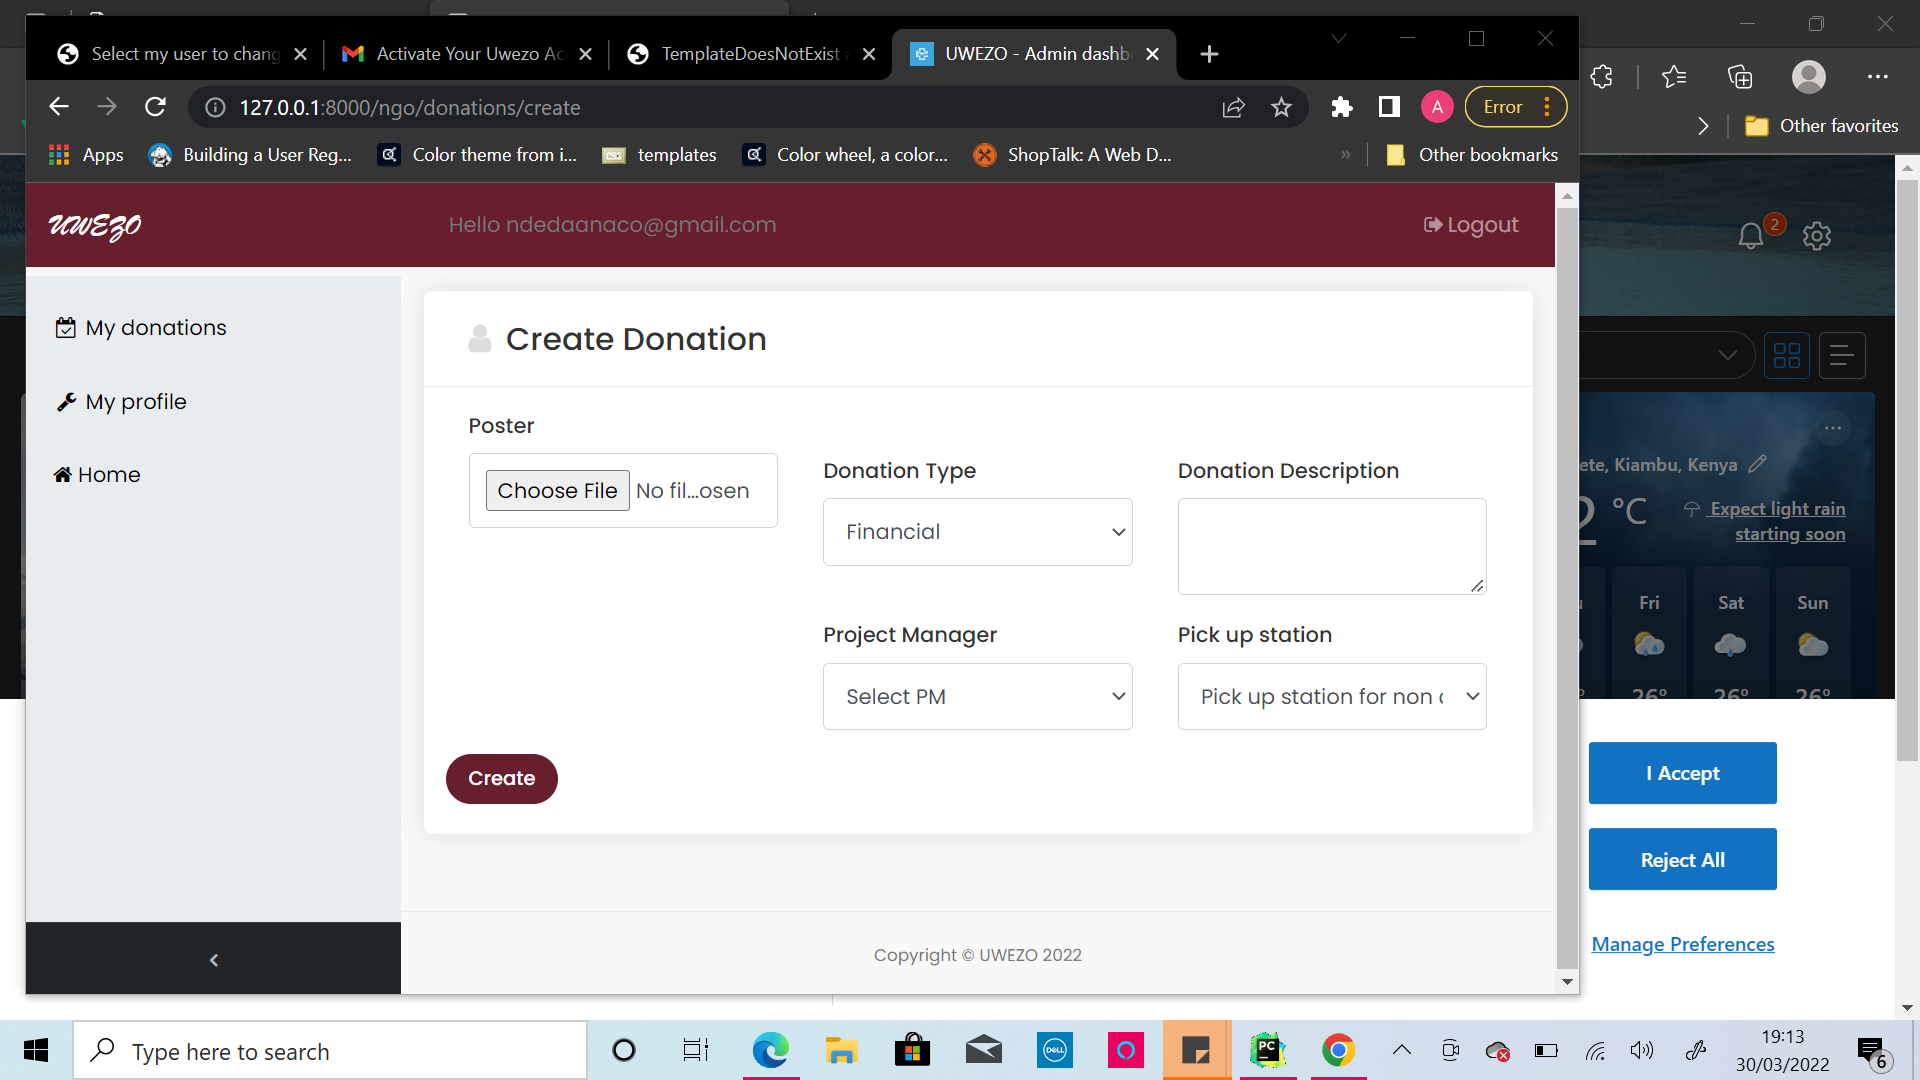 Select my user to chang
Activate Your Uwezo Ac
TemplateDoesNotExist a
UWEZO - Admin dashb
127.0.0.1:8000/ngo/donations/create
A
Error
Apps
Building a User Reg...
Color theme from i...
templates
Color wheel, a color...
ShopTalk: A Web D...
»
Other bookmarks
Other favorites
UWEZO
Hello ndedaanaco@gmail.com
Logout
2
My donations
My profile
Home
Create Donation
Poster
Choose File No fil...osen
Donation Type
Financial
Donation Description
Project Manager
Select PM
Pick up station
Pick up station for non
Create
Copyright © UWEZO 2022
ete, Kiambu, Kenya
°C
Expect light rain
starting soon
Fri
Sat
Sun
26°
26°
26°
I Accept
Reject All
Manage Preferences
Type here to search
DELL
PC
19:13
30/03/2022
6